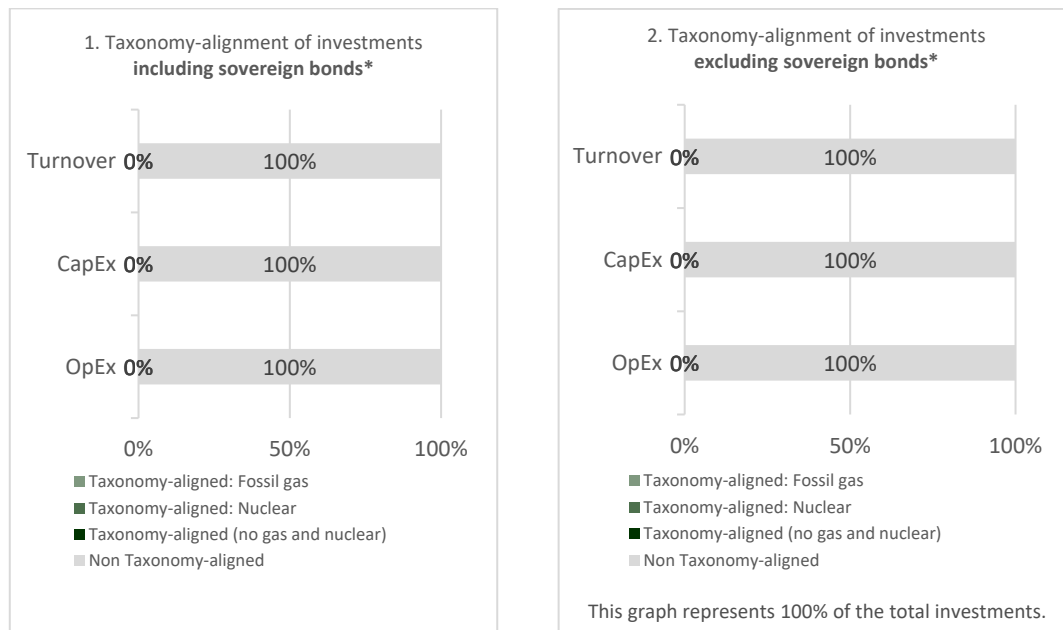 1. Taxonomy-alignment of investments
including sovereign bonds*
Turnover 0% 100%
CapEx 0% 100%
OpEx 0% 100%
0% 50% 100%
Taxonomy-aligned: Fossil gas
Taxonomy-aligned: Nuclear
Taxonomy-aligned (no gas and nuclear)
Non Taxonomy-aligned
2. Taxonomy-alignment of investments
excluding sovereign bonds*
Turnover 0% 100%
CapEx 0% 100%
OpEx 0% 100%
0% 50% 100%
Taxonomy-aligned: Fossil gas
Taxonomy-aligned: Nuclear
Taxonomy-aligned (no gas and nuclear)
Non Taxonomy-aligned
This graph represents 100% of the total investments.